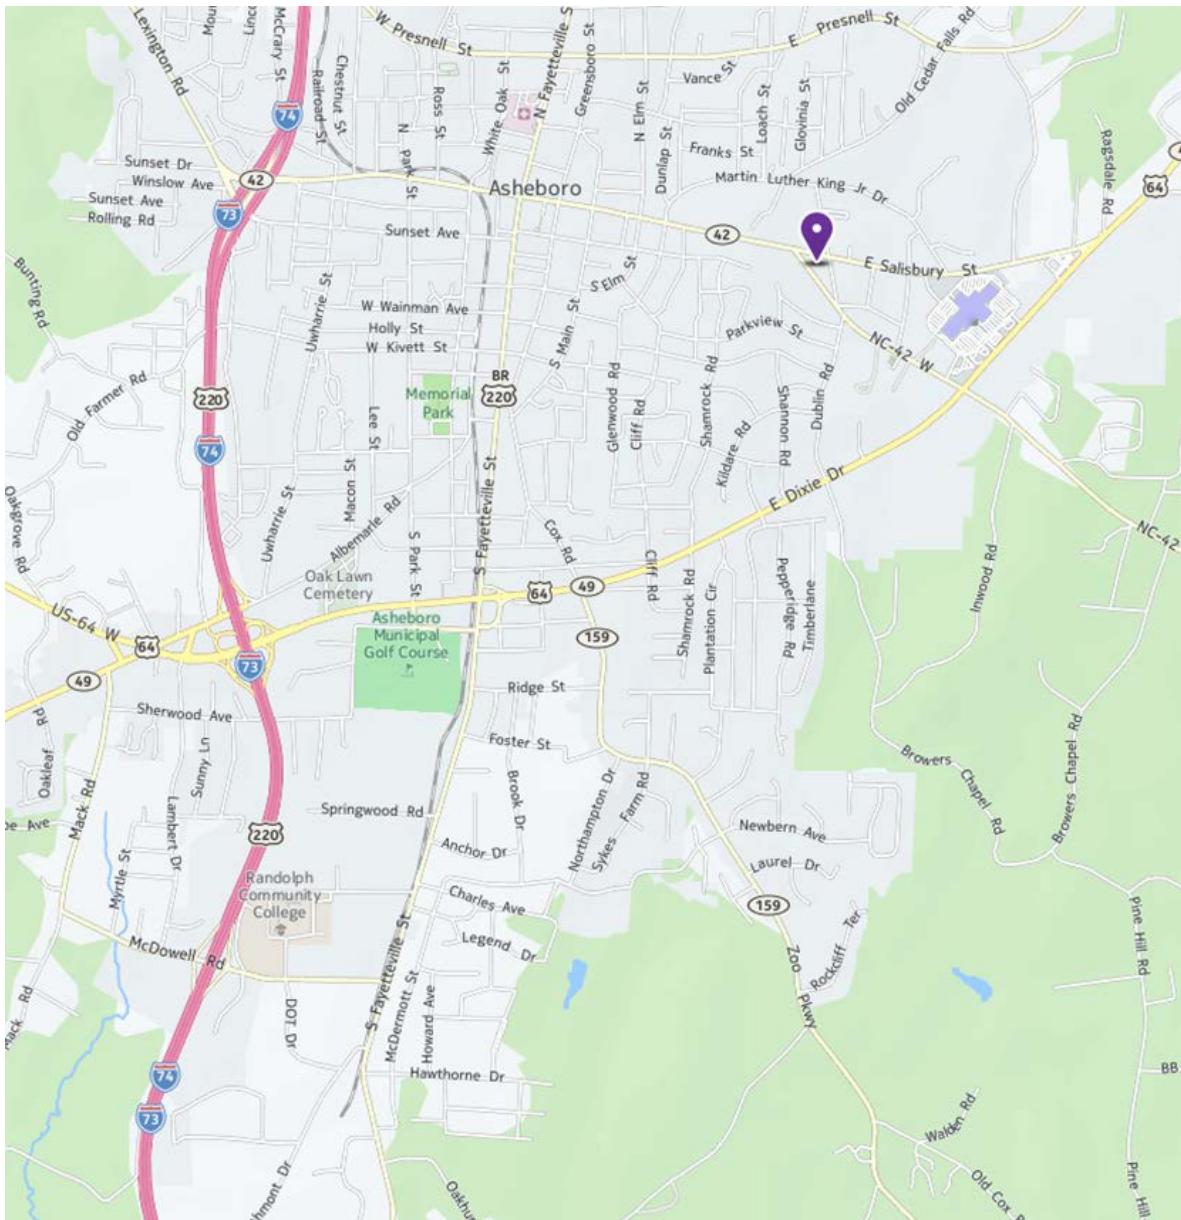 Lexington Rd
McCrary St
Railroad St
Chestnut St
W Presnell St
N Fayetteville S
Greensboro St
E Presnell St
Old Cedar Falls Rd
Vance St
Loach St
Glovinia St
74
Ross St
White Oak St
N Elm St
Dunlap St
N Park St
Franks St
Martin Luther King Jr Dr
Ragsdale Rd
64
Sunset Dr
Winslow Ave
42
Asheboro
Sunset Ave
Rolling Rd
73
Sunset Ave
42
E Salisbury St
Bunting Rd
Uwharrie St
W Wainman Ave
Holly St
W Kivett St
S Elm St
S Main St
Parkview St
NC-42 W
BR
220
Memorial
Park
Old Farmer Rd
220
Lee St
Glenwood Rd
Cliff Rd
Shamrock Rd
Shannon Rd
Dublin Rd
Kildare Rd
74
Macon St
Uwharrie St
Albemarle Rd
S Park St
S Fayetteville St
Cox Rd
E Dixie Dr
Oakgrove Rd
NC-42
Inwood Rd
Oak Lawn
Cemetery
64
49
Cliff Rd
Shamrock Rd
Plantation Cir
Pepperidge Rd
Timberlane
US-64 W
64
Asheboro
Municipal
Golf Course
159
73
49
Ridge St
Sherwood Ave
Foster St
Rd
Oakleaf
Sunny Ln
Mack Rd
Lambert Dr
Springwood Rd
Brook Dr
Northampton Dr
Sykes Farm Rd
Browers Chapel Rd
Browers Chapel Rd
Newbern Ave
Laurel Dr
pe Ave
220
Myrtle St
Anchor Dr
Randolph
Community
College
Charles Ave
159
Legend Dr
McDowell Rd
Rockcliff Ter
Pine Hill Rd
Zoo Pkwy
Mack Rd
DOT Dr
S Fayetteville St
McDermott St
Howard Ave
Hawthorne Dr
74
73
BB
Walden Rd
Old Cox R
Pine Hill
hmont Dr
Oakhu